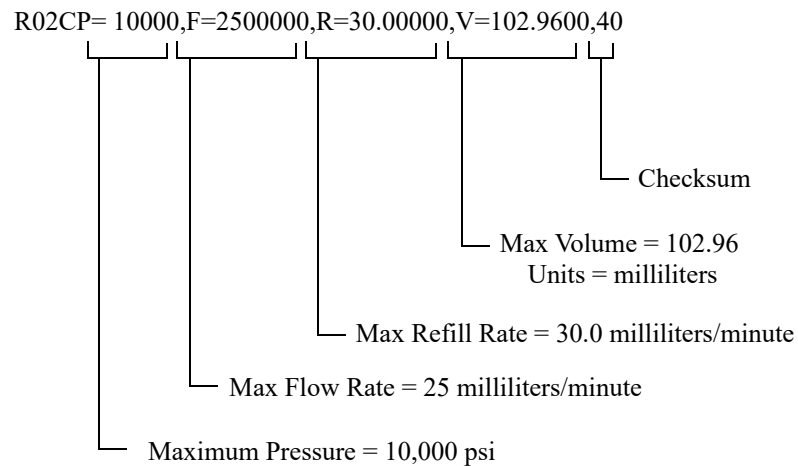 R02CP= 10000,F=2500000,R=30.00000,V=102.9600,40
Checksum
Max Volume = 102.96
Units = milliliters
Max Refill Rate = 30.0 milliliters/minute
Max Flow Rate = 25 milliliters/minute
Maximum Pressure = 10,000 psi